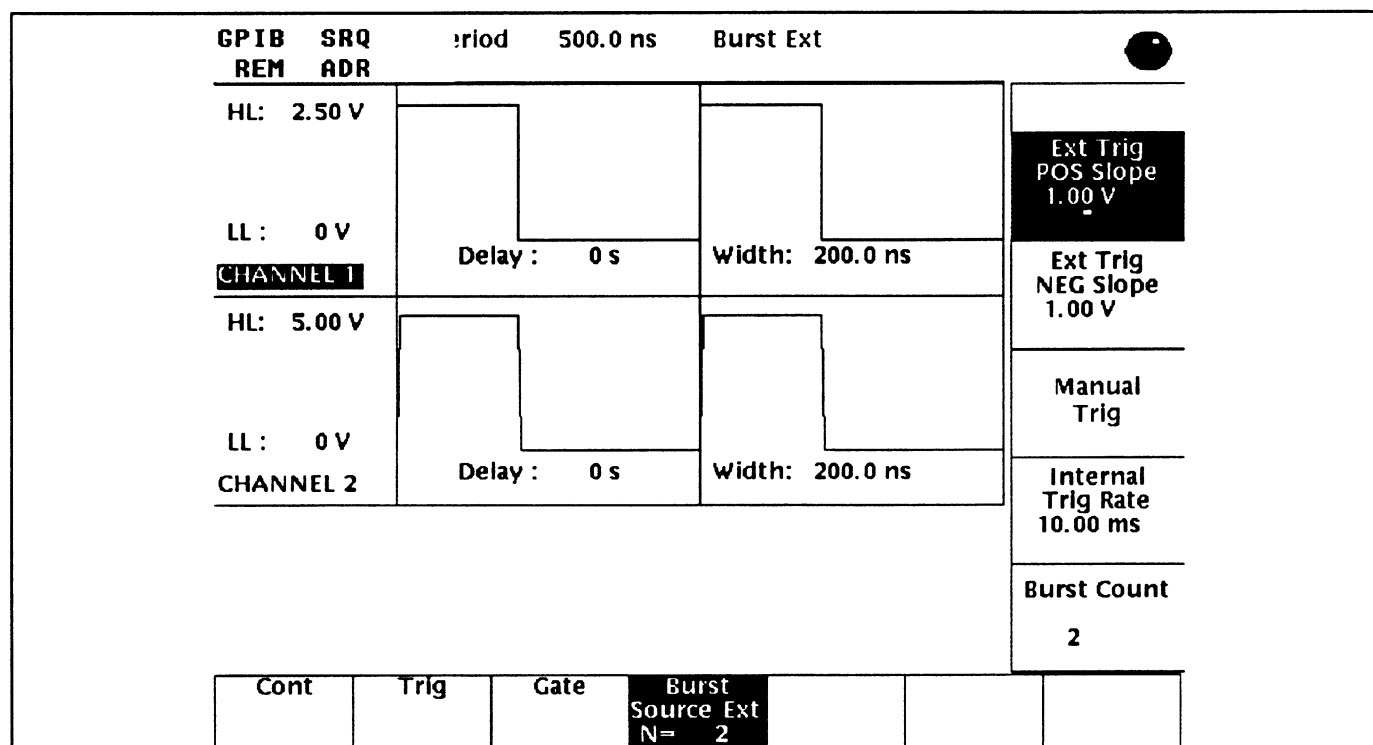 GPIB SRQ
REM ADR
:riod 500.0 ns Burst Ext
HL: 2.50 V
LL : 0 V
CHANNEL 1
Delay : 0 s Width: 200.0 ns
HL: 5.00 V
LL : 0 V
CHANNEL 2
Delay : 0 s Width: 200.0 ns
Ext Trig
POS Slope
1.00 V
Ext Trig
NEG Slope
1.00 V
Manual
Trig
Internal
Trig Rate
10.00 ms
Burst Count
2
Cont Trig Gate Burst
Source Ext
N= 2